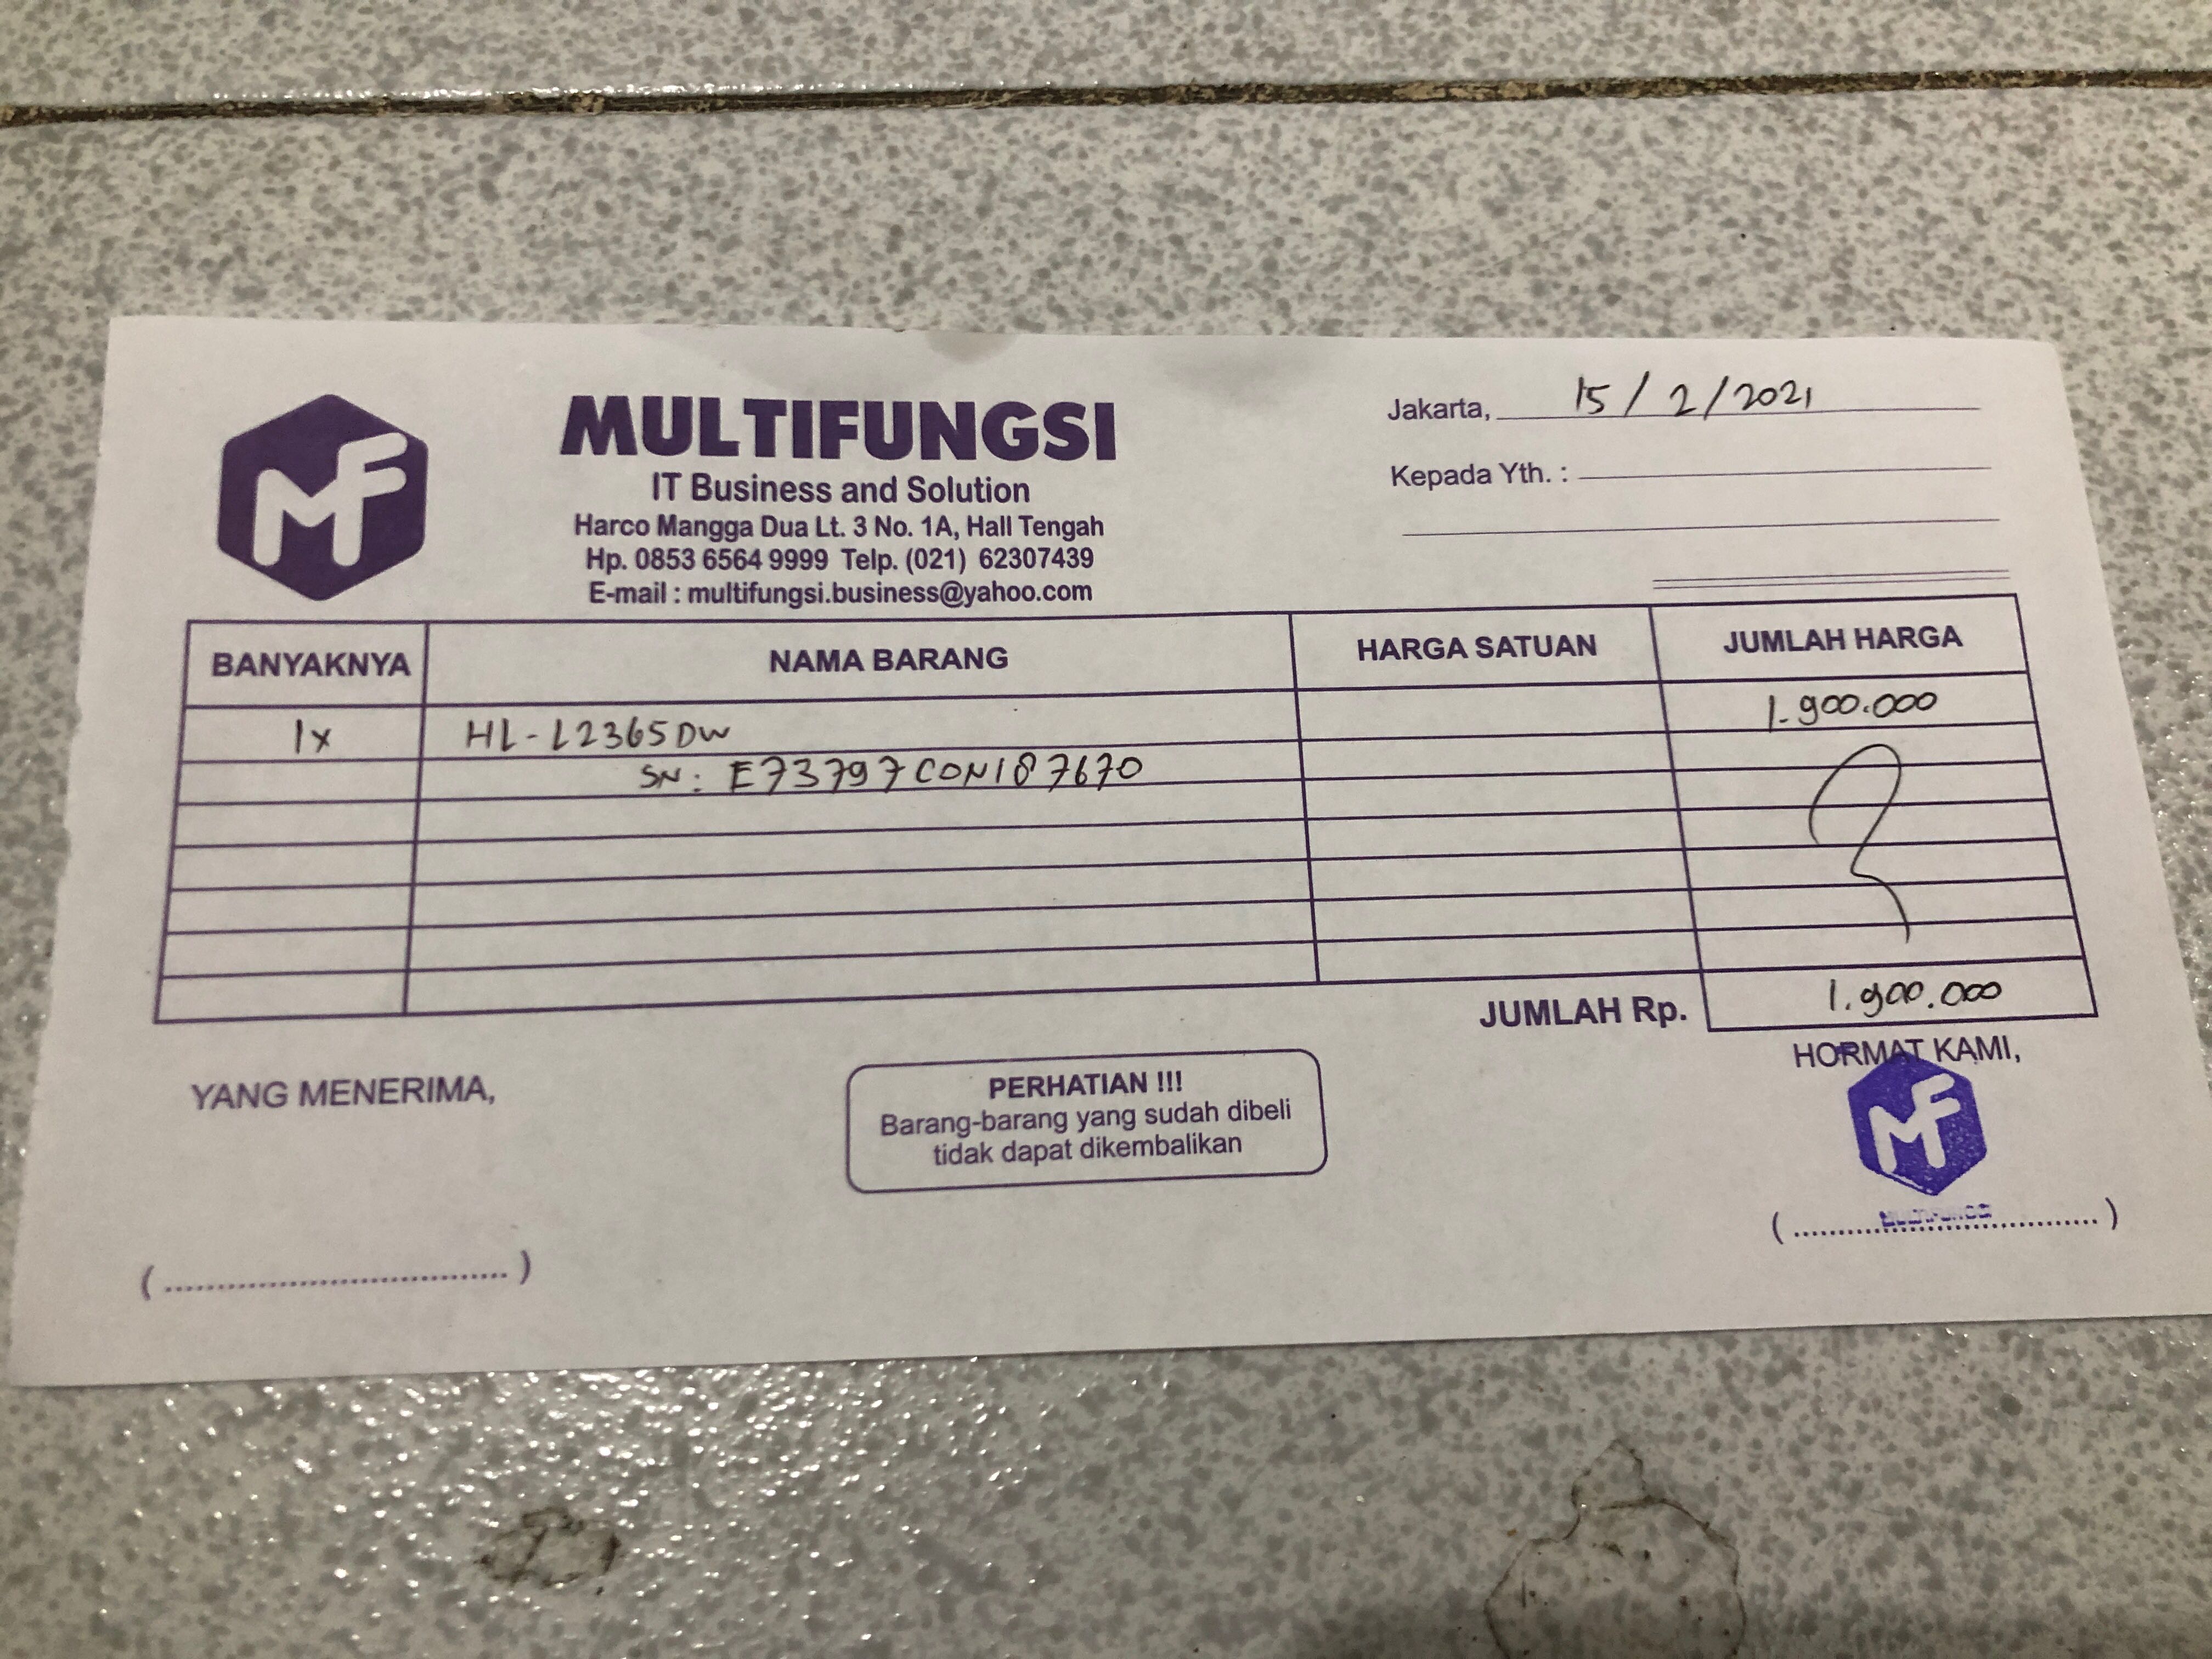 MF
MULTIFUNGSI
IT Business and Solution
Harco Mangga Dua Lt. 3 No. 1A, Hall Tengah
Hp. 0853 6564 9999 Telp. (021) 62307439
E-mail : multifungsi.business@yahoo.com
Jakarta, 15/2/2021
Kepada Yth. :
BANYAKNYA NAMA BARANG HARGA SATUAN JUMLAH HARGA
1x HL-L2365DW 1.900.000
SN: E73797C0N187670
JUMLAH Rp. 1.900.000
YANG MENERIMA,
PERHATIAN !!!
Barang-barang yang sudah dibeli
tidak dapat dikembalikan
HORMAT KAMI,
MF
MULTIFUNGSI
(..................................)
(..................................)